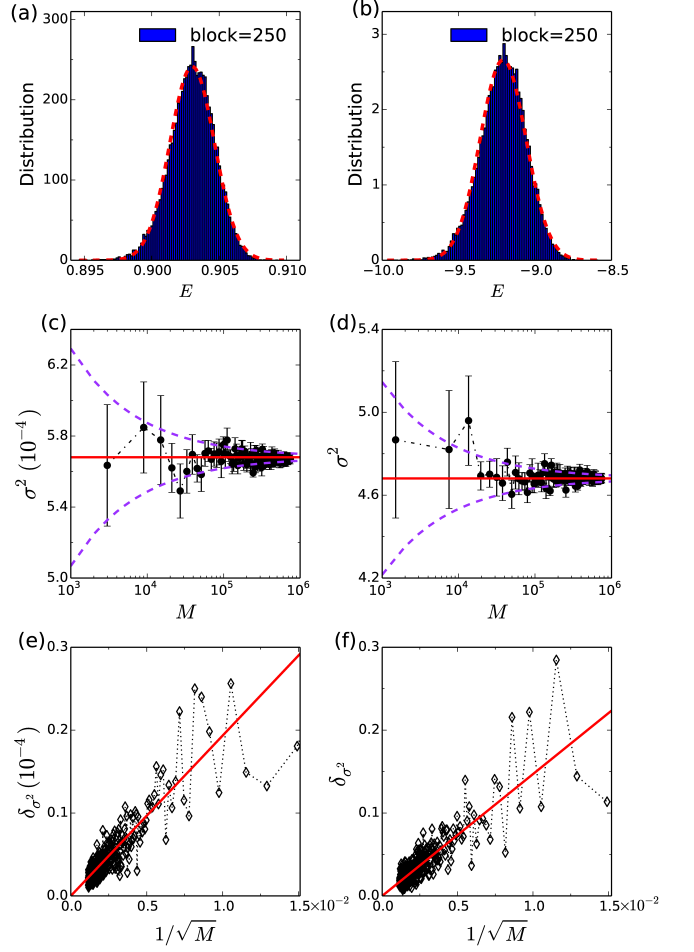 (a)
block=250
300
200
100
0
Distribution
0.895 0.900 0.905 0.910
E
(b)
block=250
3
2
1
0
Distribution
−10.0 −9.5 −9.0 −8.5
E
(c)
6.2
5.8
5.4
5.0
σ² (10⁻⁴)
10³ 10⁴ 10⁵ 10⁶
M
(d)
5.4
5.0
4.6
4.2
σ²
10³ 10⁴ 10⁵ 10⁶
M
(e)
0.3
0.2
0.1
0.0
δ_σ² (10⁻⁴)
0.0 0.5 1.0 1.5×10⁻²
1/√M
(f)
0.3
0.2
0.1
0.0
δ_σ²
0.0 0.5 1.0 1.5×10⁻²
1/√M